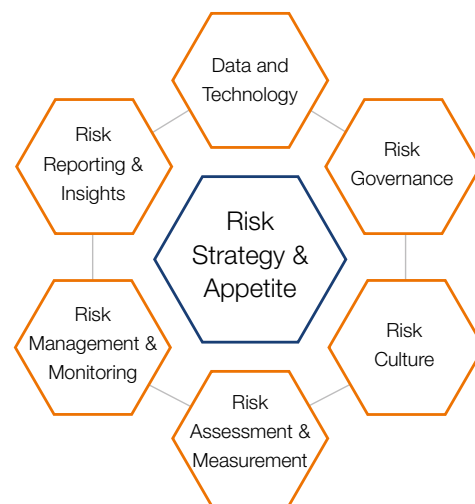 Data and
Technology
Risk
Reporting &
Insights
Risk
Governance
Risk
Strategy &
Appetite
Risk
Management &
Monitoring
Risk
Culture
Risk
Assessment &
Measurement